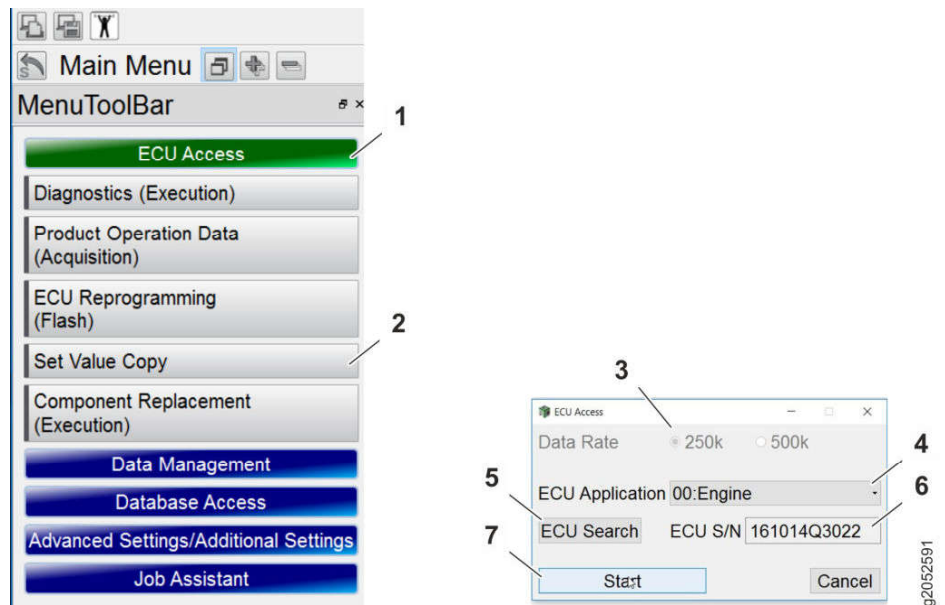 Main Menu
MenuToolBar
1
ECU Access
Diagnostics (Execution)
Product Operation Data
(Acquisition)
ECU Reprogramming
(Flash)
2
Set Value Copy
Component Replacement
(Execution)
Data Management
Database Access
Advanced Settings/Additional Settings
Job Assistant
3
ECU Access
Data Rate 250k 500k
4
ECU Application 00:Engine
5
6
ECU Search ECU S/N 161014Q3022
7
Start Cancel
g2052591